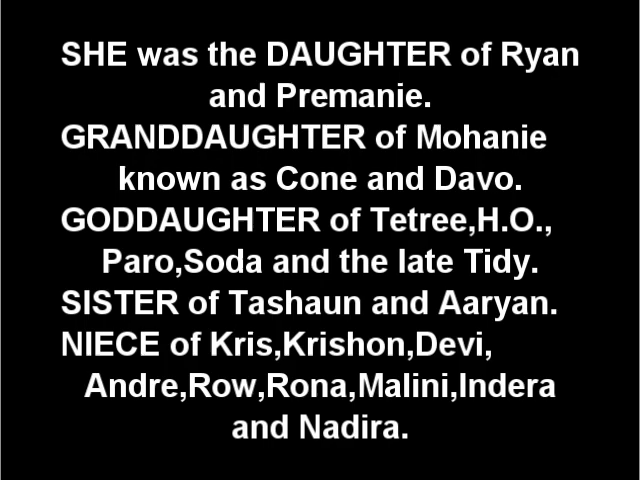 SHE was the DAUGHTER of Ryan
and Premanie.
GRANDDAUGHTER of Mohanie
known as Cone and Davo.
GODDAUGHTER of Tetree,H.O.,
Paro,Soda and the late Tidy.
SISTER of Tashaun and Aaryan.
NIECE of Kris,Krishon,Devi,
Andre,Row,Rona,Malini,Indera
and Nadira.